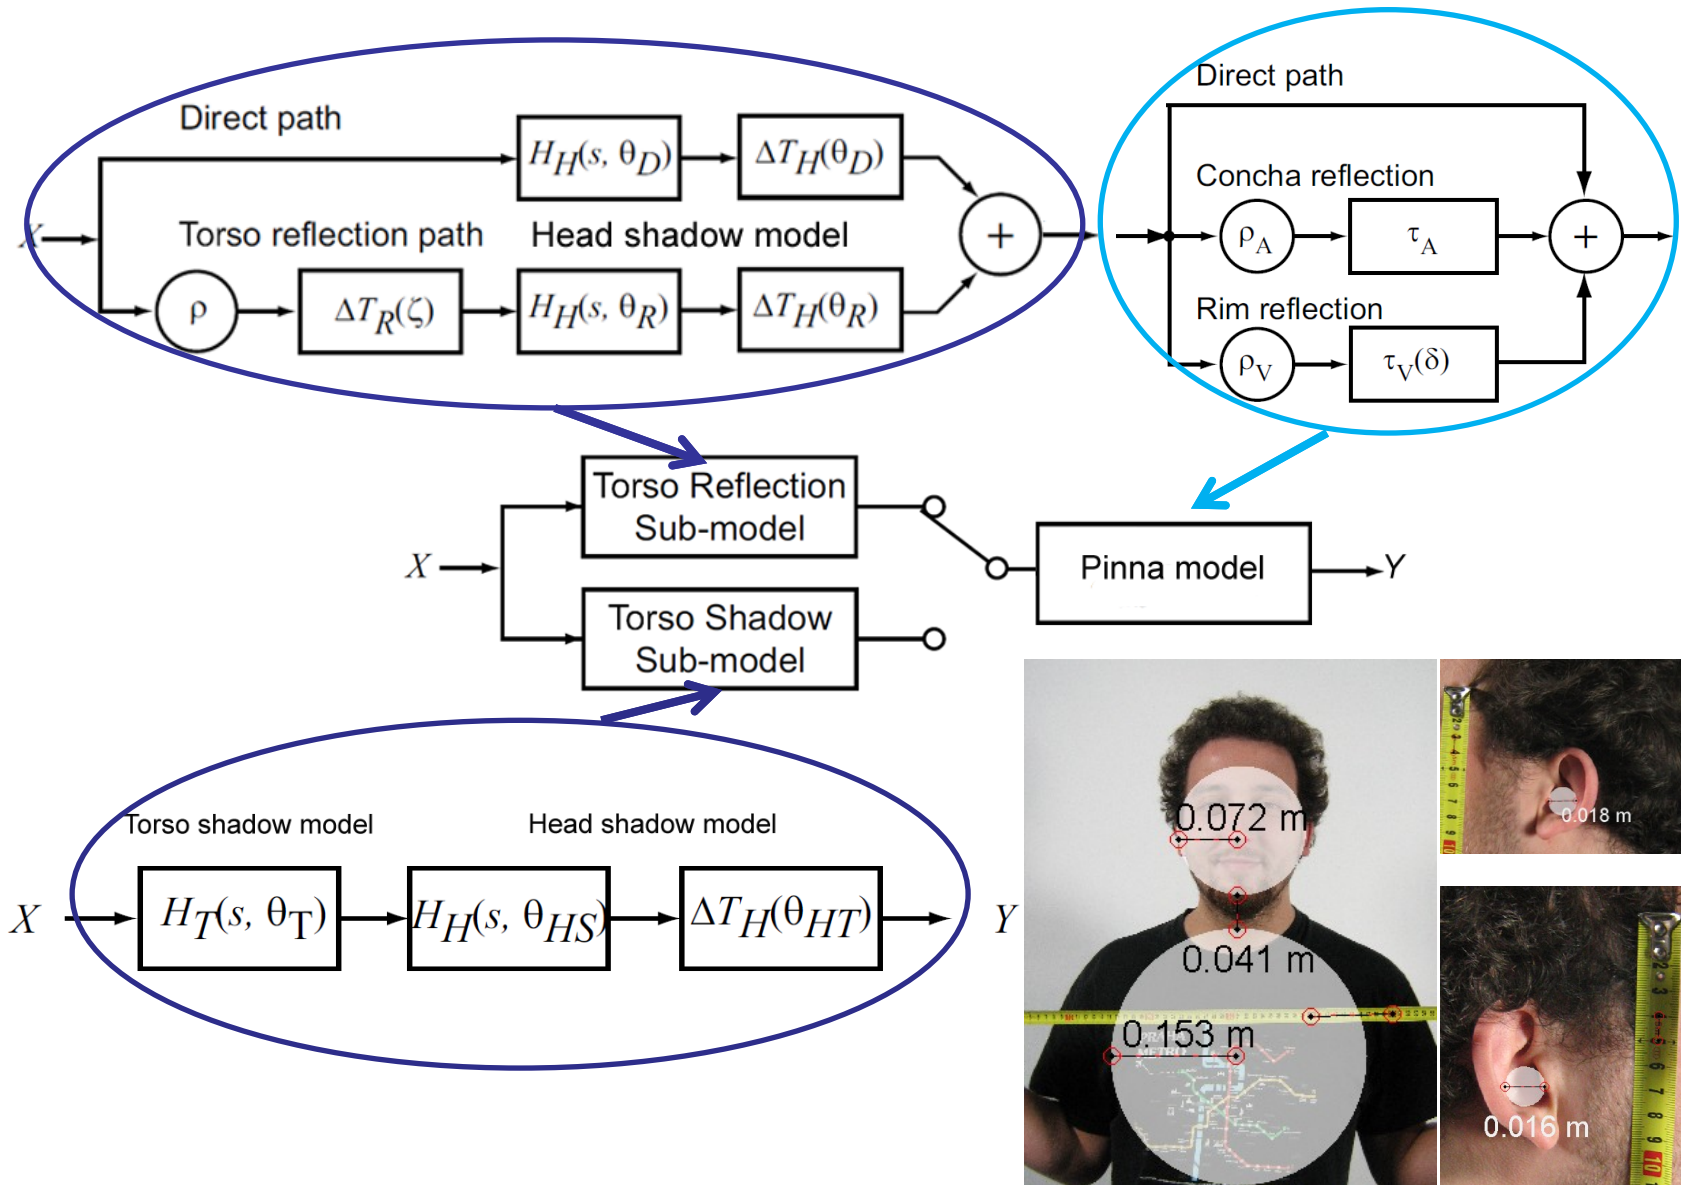 Direct path
H_H(s, θ_D)
ΔT_H(θ_D)
X
Torso reflection path
Head shadow model
+
ρ
ΔT_R(ζ)
H_H(s, θ_R)
ΔT_H(θ_R)
Direct path
Concha reflection
ρ_A
τ_A
+
Rim reflection
ρ_V
τ_V(δ)
Torso Reflection
Sub-model
X
Pinna model
Y
Torso Shadow
Sub-model
Torso shadow model
Head shadow model
X
H_T(s, θ_T)
H_H(s, θ_HS)
ΔT_H(θ_HT)
Y
0.072 m
0.041 m
0.153 m
PRAHA
METRO
0.018 m
0.016 m